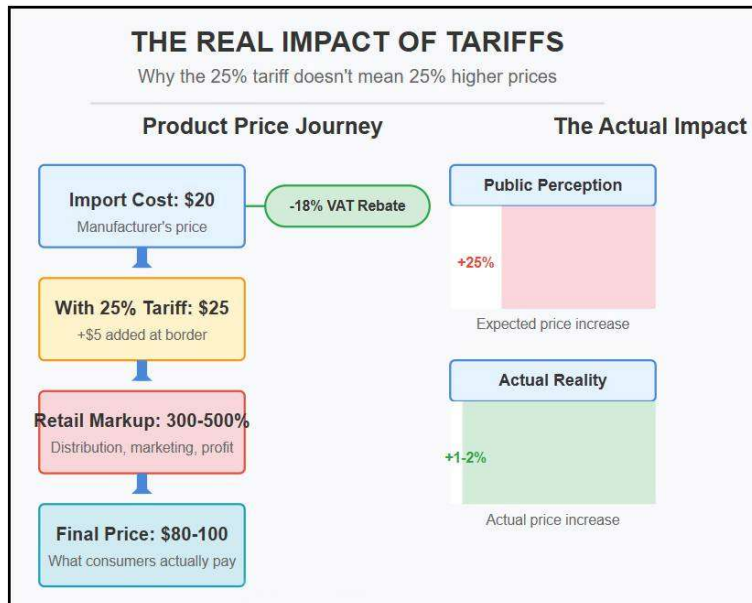 THE REAL IMPACT OF TARIFFS
Why the 25% tariff doesn't mean 25% higher prices
Product Price Journey
Import Cost: $20
Manufacturer's price
-18% VAT Rebate
With 25% Tariff: $25
+$5 added at border
Retail Markup: 300-500%
Distribution, marketing, profit
Final Price: $80-100
What consumers actually pay
The Actual Impact
Public Perception
+25%
Expected price increase
Actual Reality
+1-2%
Actual price increase